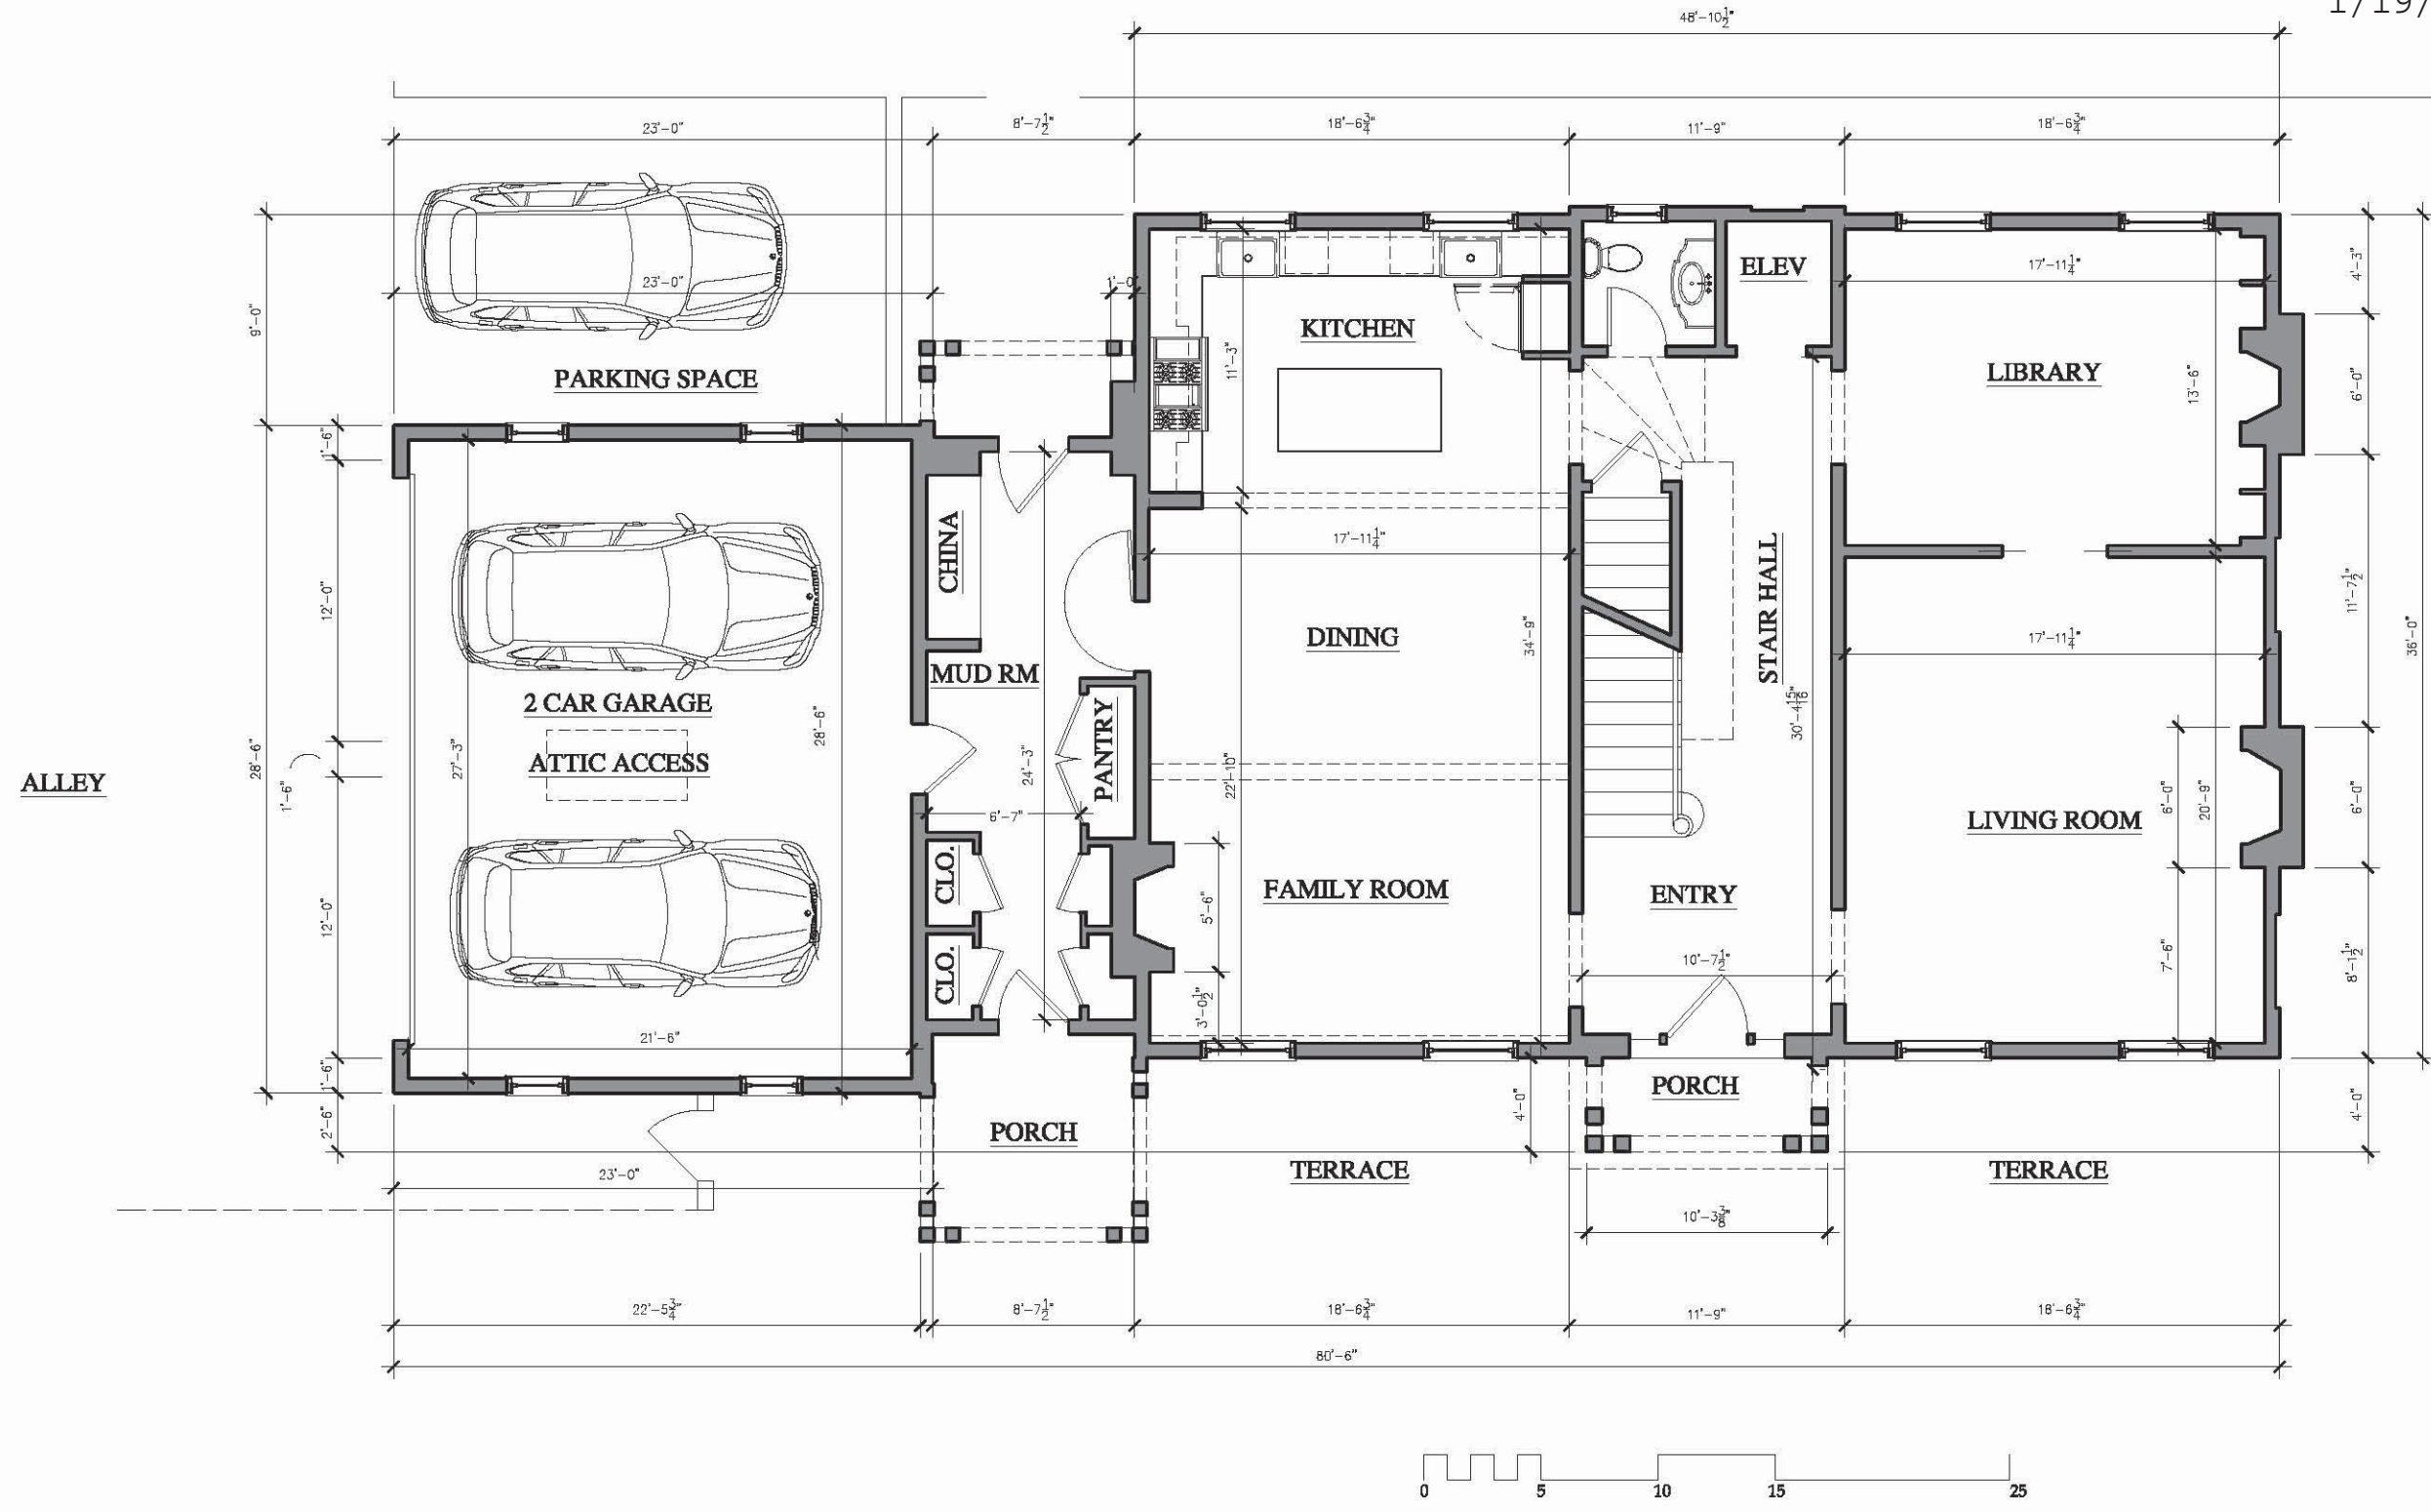 1/19/
48'-10½"
23'-0"
8'-7½"
18'-6¾"
11'-9"
18'-6¾"
23'-0"
1'-0"
9'-0"
PARKING SPACE
KITCHEN
11'-3"
ELEV
17'-11¼"
LIBRARY
13'-6"
4'-3"
6'-0"
1'-6"
12'-0"
CHINA
17'-11¼"
DINING
34'-9"
STAIR HALL
17'-11¼"
11'-7½"
36'-0"
MUD RM
2 CAR GARAGE
ATTIC ACCESS
28'-6"
1'-6"
27'-3"
28'-6"
24'-3"
PANTRY
22'-10"
30'-4 15/16"
ALLEY
6'-7"
LIVING ROOM
6'-0"
20'-9"
6'-0"
12'-0"
CLO.
CLO.
5'-6"
FAMILY ROOM
ENTRY
10'-7½"
7'-6"
8'-1½"
3'-0½"
21'-6"
1'-6"
2'-6"
PORCH
4'-0"
PORCH
4'-0"
TERRACE
TERRACE
23'-0"
10'-3⅜"
22'-5¾"
8'-7½"
18'-6¾"
11'-9"
18'-6¾"
80'-6"
0 5 10 15 25